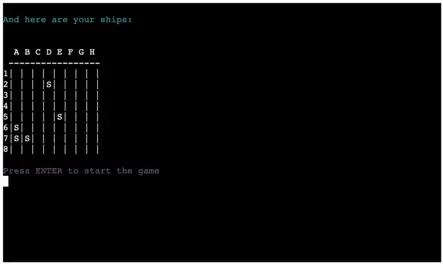 And here are your ships:
  A B C D E F G H
 -----------------
1| | | | | | | | |
2| | | |S| | | | |
3| | | | | | | | |
4| | | | | | | | |
5| | | | |S| | | |
6|S| | | | | | | |
7|S|S| | | | | | |
8| | | | | | | | |
Press ENTER to start the game